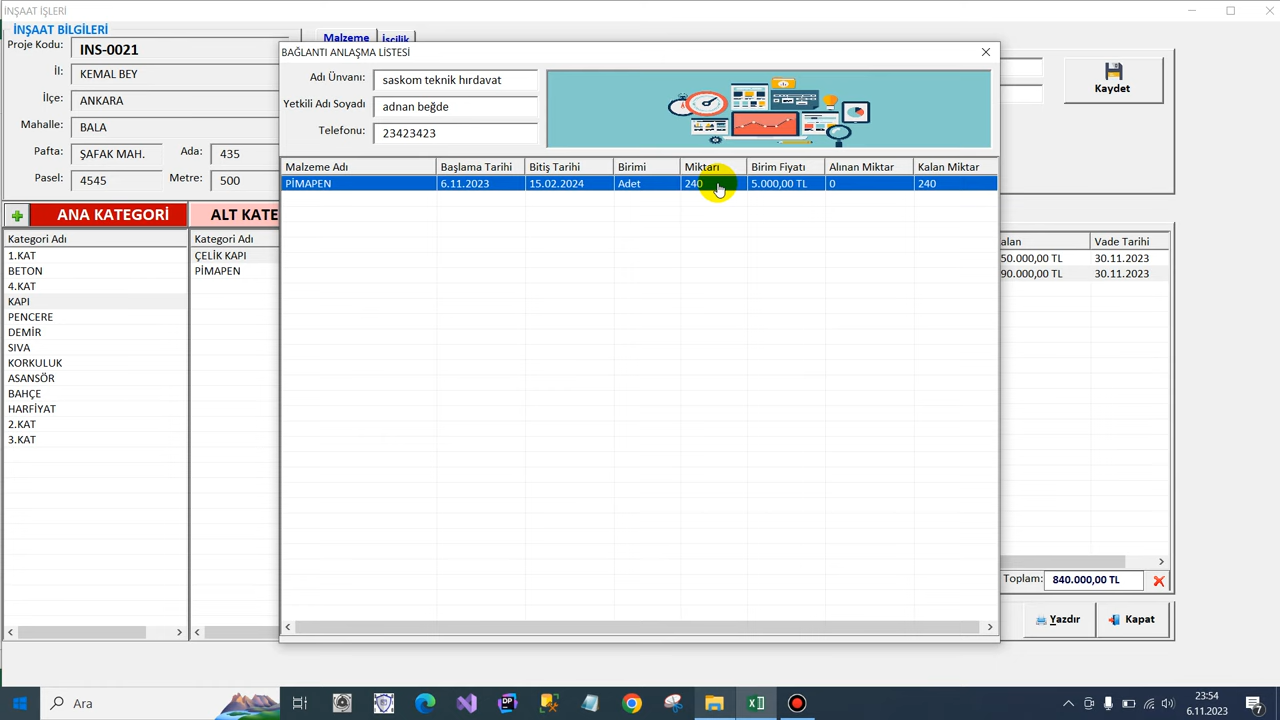 İNŞAAT İŞLERİ
İNŞAAT BİLGİLERİ
Proje Kodu: INS-0021
İl: KEMAL BEY
İlçe: ANKARA
Mahalle: BALA
Pafta: ŞAFAK MAH. Ada: 435
Pasel: 4545 Metre: 500
Malzeme İşçilik
Kaydet
BAĞLANTI ANLAŞMA LİSTESİ
Adı Ünvanı: saskom teknik hırdavat
Yetkili Adı Soyadı adnan beğde
Telefonu: 23423423
Malzeme Adı Başlama Tarihi Bitiş Tarihi Birimi Miktarı Birim Fiyatı Alınan Miktar Kalan Miktar
PİMAPEN 6.11.2023 15.02.2024 Adet 240 5.000,00 TL 0 240
ANA KATEGORİ ALT KATE
Kategori Adı
1.KAT
BETON
4.KAT
KAPI
PENCERE
DEMİR
SIVA
KORKULUK
ASANSÖR
BAHÇE
HARFİYAT
2.KAT
3.KAT
Kategori Adı
ÇELİK KAPI
PİMAPEN
alan Vade Tarihi
50.000,00 TL 30.11.2023
90.000,00 TL 30.11.2023
Toplam: 840.000,00 TL
Yazdır Kapat
Ara
DP
23:54
6.11.2023
7